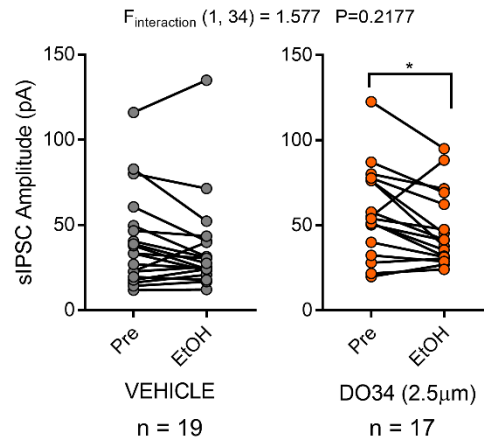 F_interaction (1, 34) = 1.577 P=0.2177
sIPSC Amplitude (pA)
150
100
50
0
Pre
EtOH
VEHICLE
n = 19
*
150
100
50
0
Pre
EtOH
DO34 (2.5μm)
n = 17